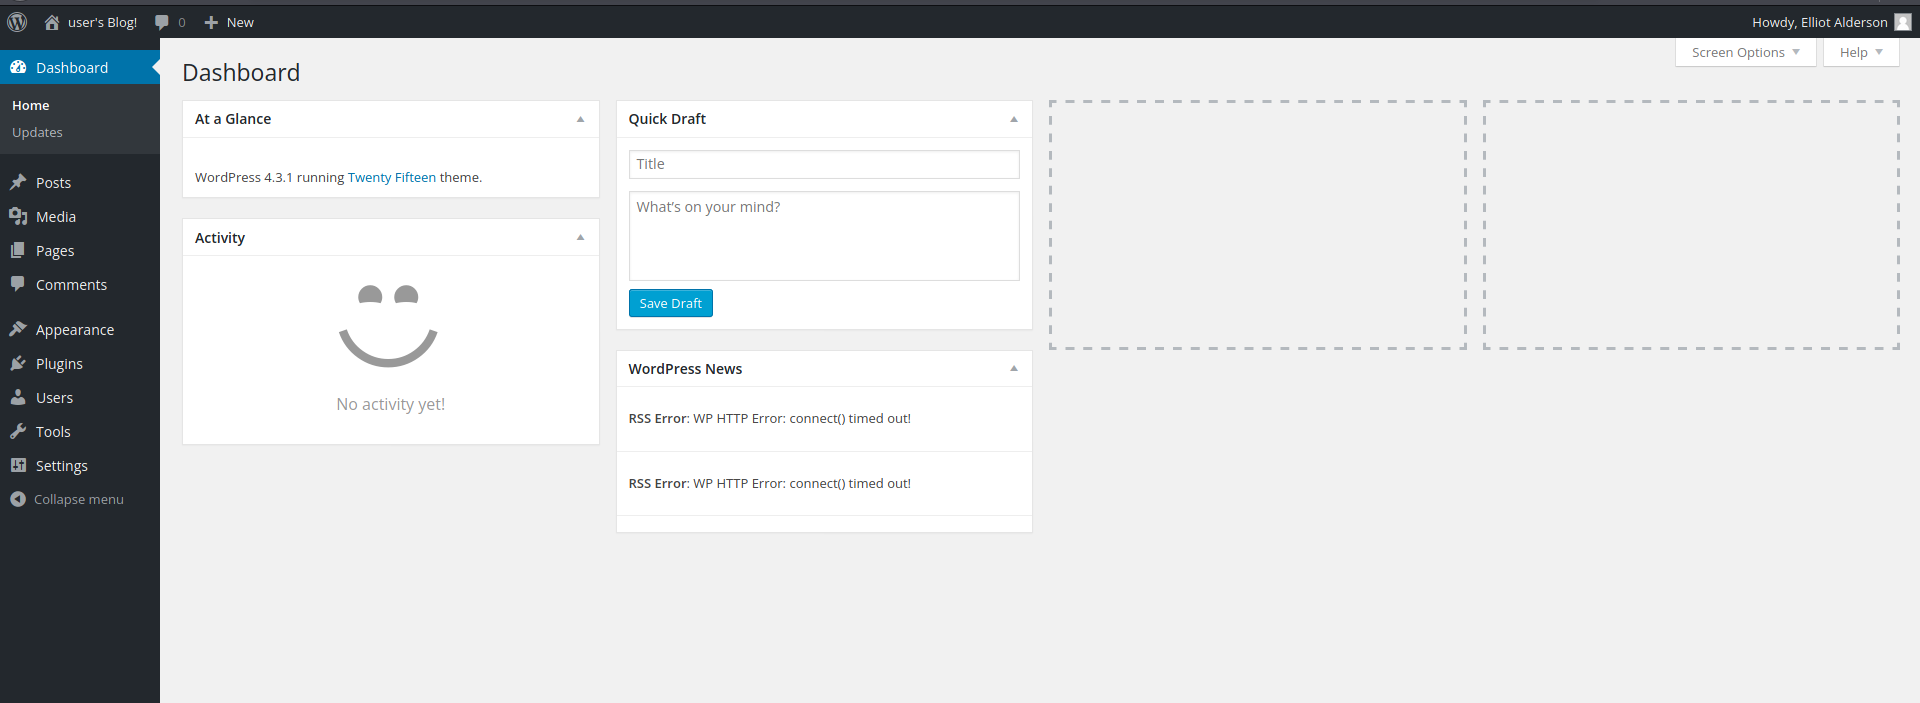 user's Blog!
0
New
Howdy, Elliot Alderson
Dashboard
Home
Updates
Posts
Media
Pages
Comments
Appearance
Plugins
Users
Tools
Settings
Collapse menu
Screen Options
Help
Dashboard
At a Glance
WordPress 4.3.1 running Twenty Fifteen theme.
Activity
No activity yet!
Quick Draft
Title
What's on your mind?
Save Draft
WordPress News
RSS Error: WP HTTP Error: connect() timed out!
RSS Error: WP HTTP Error: connect() timed out!